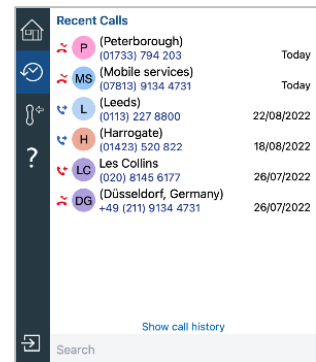 Recent Calls
P
(Peterborough)
(01733) 794 203
Today
MS
(Mobile services)
(07813) 9134 4731
Today
L
(Leeds)
(0113) 227 8800
22/08/2022
H
(Harrogate)
(01423) 520 822
18/08/2022
LC
Les Collins
(020) 8145 6177
26/07/2022
DG
(Düsseldorf, Germany)
+49 (211) 9134 4731
26/07/2022
?
Show call history
Search